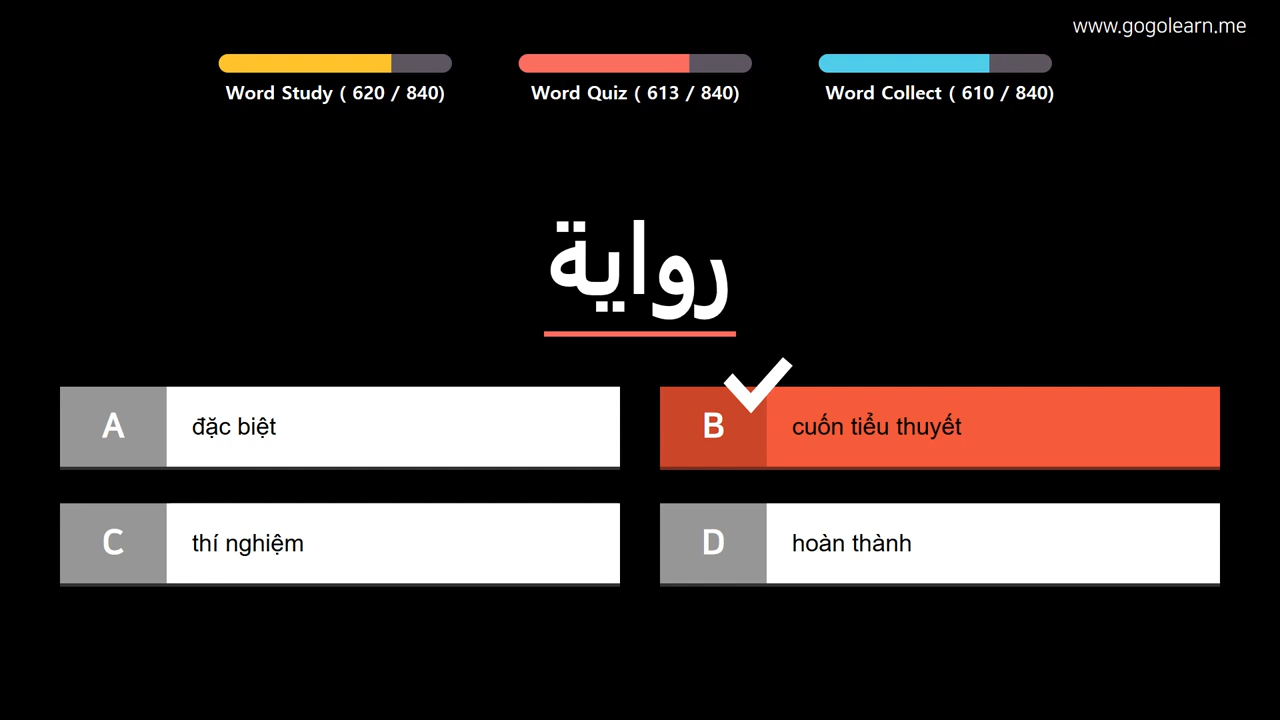 www.gogolearn.me
Word Study ( 620 / 840)
Word Quiz ( 613 / 840)
Word Collect ( 610 / 840)
رواية
A đặc biệt
B cuốn tiểu thuyết
C thí nghiệm
D hoàn thành